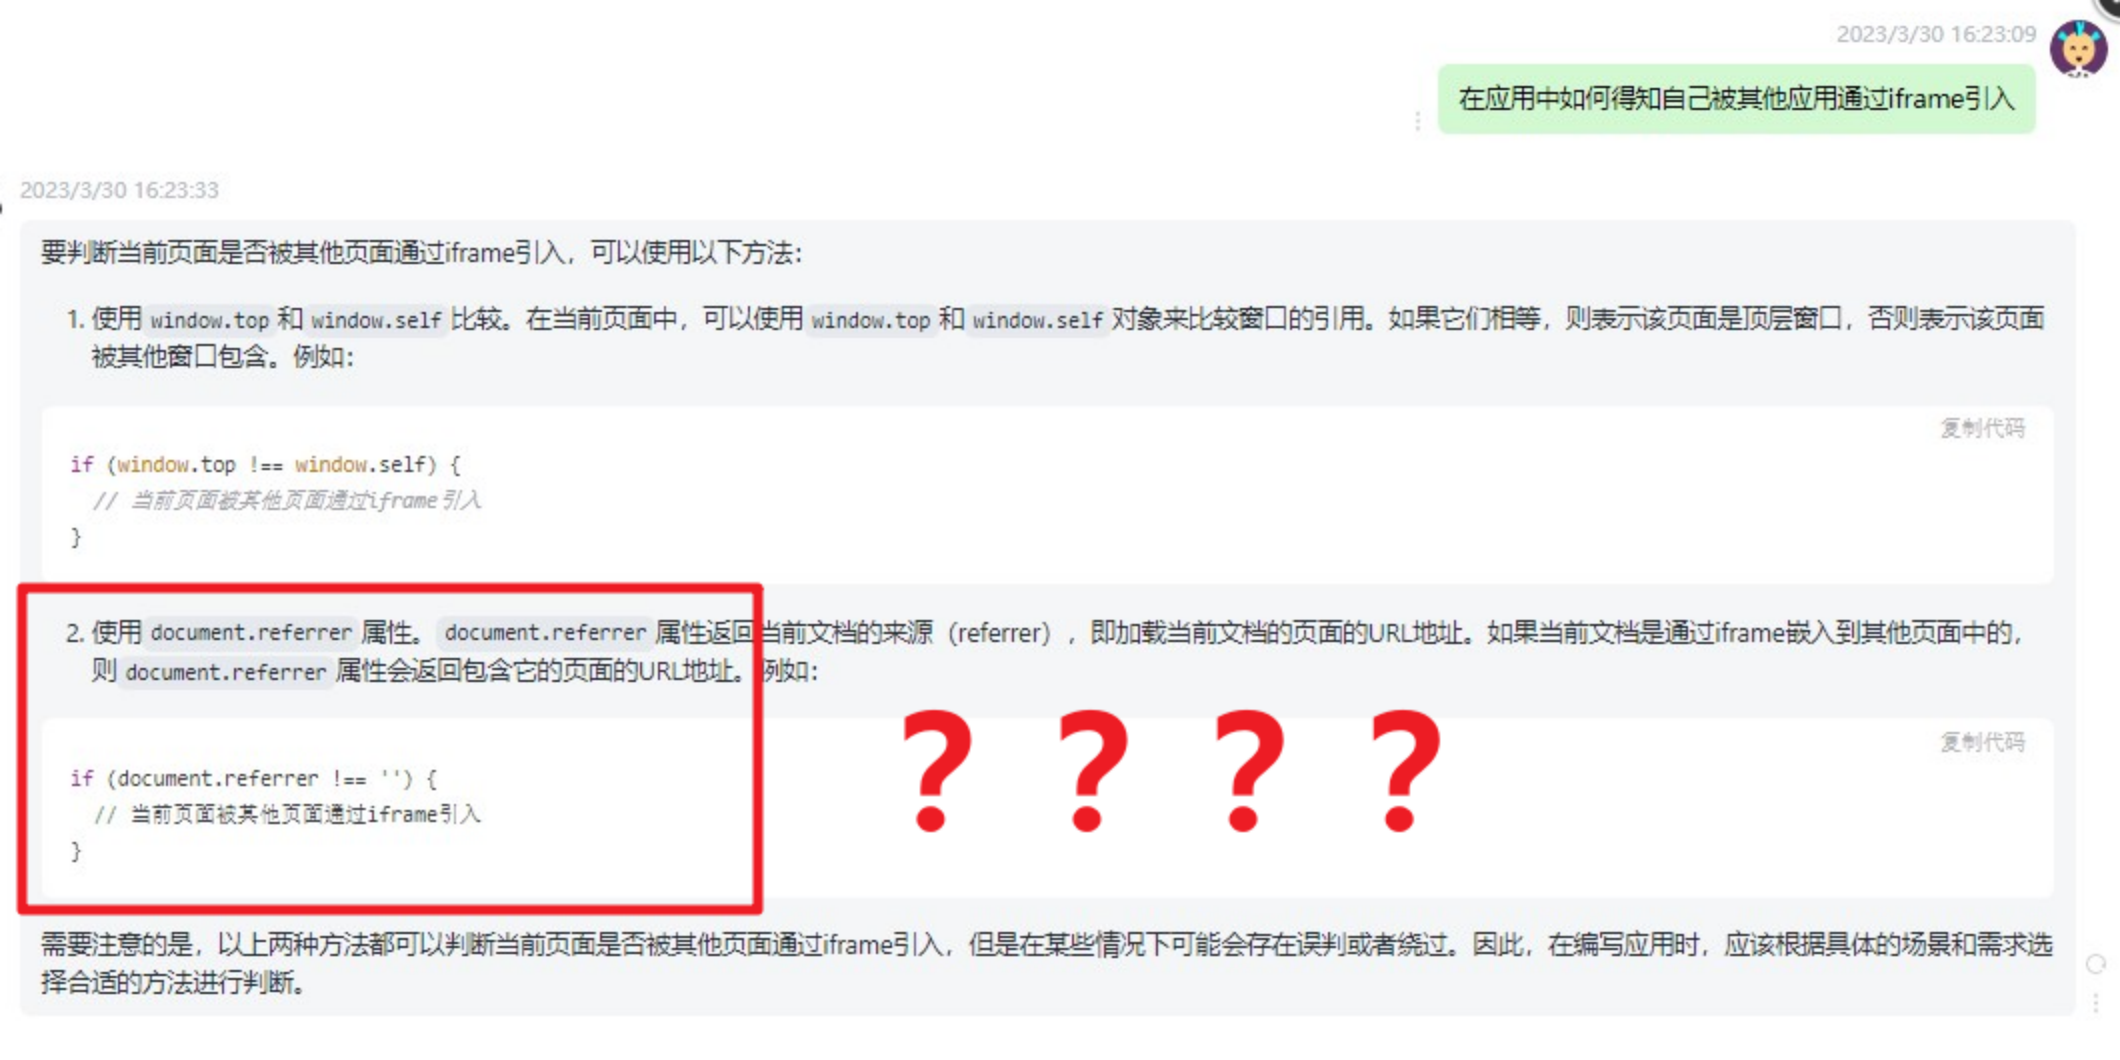 2023/3/30 16:23:09
在应用中如何得知自己被其他应用通过iframe引入
2023/3/30 16:23:33
要判断当前页面是否被其他页面通过iframe引入，可以使用以下方法：
1. 使用 window.top 和 window.self 比较。在当前页面中，可以使用 window.top 和 window.self 对象来比较窗口的引用。如果它们相等，则表示该页面是顶层窗口，否则表示该页面
被其他窗口包含。例如：
复制代码
if (window.top !== window.self) {
// 当前页面被其他页面通过iframe引入
}
2. 使用 document.referrer 属性。 document.referrer 属性返回当前文档的来源（referrer），即加载当前文档的页面的URL地址。如果当前文档是通过iframe嵌入到其他页面中的，
则 document.referrer 属性会返回包含它的页面的URL地址。例如：
????
复制代码
if (document.referrer !== '') {
// 当前页面被其他页面通过iframe引入
}
需要注意的是，以上两种方法都可以判断当前页面是否被其他页面通过iframe引入，但是在某些情况下可能会存在误判或者绕过。因此，在编写应用时，应该根据具体的场景和需求选
择合适的方法进行判断。